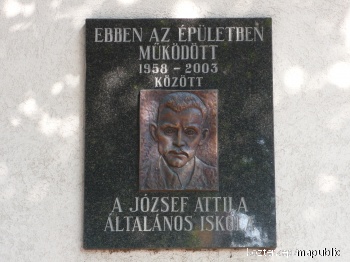 EBBEN AZ ÉPÜLETBEN
MŰKÖDÖTT
1958 - 2003
KÖZÖTT
A JÓZSEF ATTILA
ÁLTALÁNOS ISKOLA